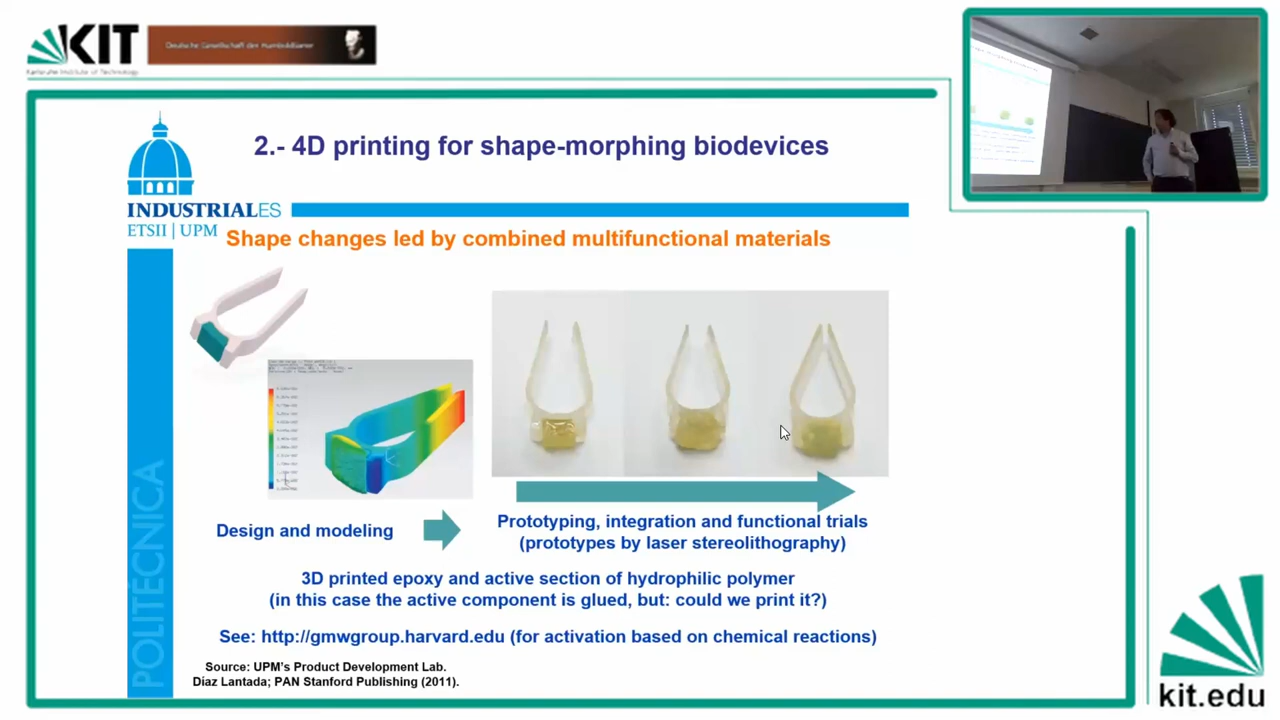 KIT
Karlsruhe Institute of Technology
Deutsche Gesellschaft der Humboldtianer
2.- 4D printing for shape-morphing biodevices
INDUSTRIALES
ETSII | UPM
Shape changes led by combined multifunctional materials
POLITÉCNICA
Design and modeling
Prototyping, integration and functional trials
(prototypes by laser stereolithography)
3D printed epoxy and active section of hydrophilic polymer
(in this case the active component is glued, but: could we print it?)
See: http://gmwgroup.harvard.edu (for activation based on chemical reactions)
Source: UPM's Product Development Lab.
Díaz Lantada; PAN Stanford Publishing (2011).
kit.edu